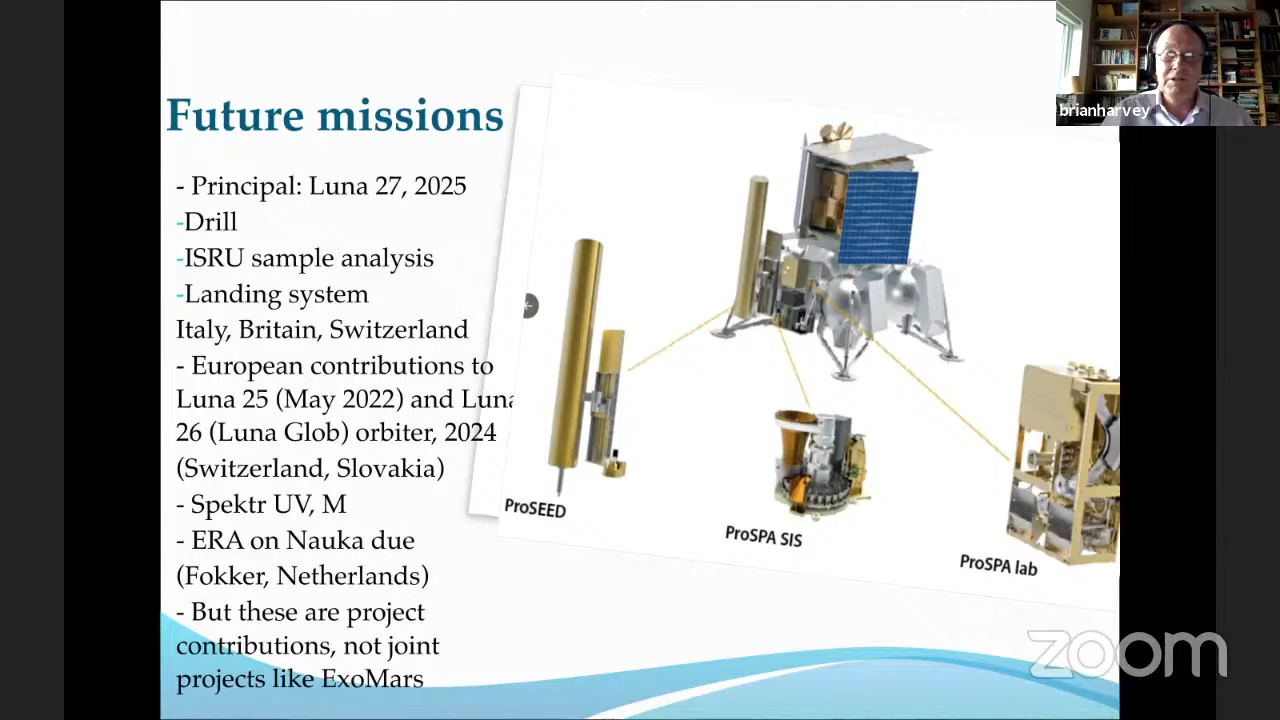 brianharvey
Future missions
- Principal: Luna 27, 2025
-Drill
-ISRU sample analysis
-Landing system
Italy, Britain, Switzerland
- European contributions to
Luna 25 (May 2022) and Luna
26 (Luna Glob) orbiter, 2024
(Switzerland, Slovakia)
- Spektr UV, M
- ERA on Nauka due
(Fokker, Netherlands)
- But these are project
contributions, not joint
projects like ExoMars
ProSEED
ProSPA SIS
ProSPA lab
zoom